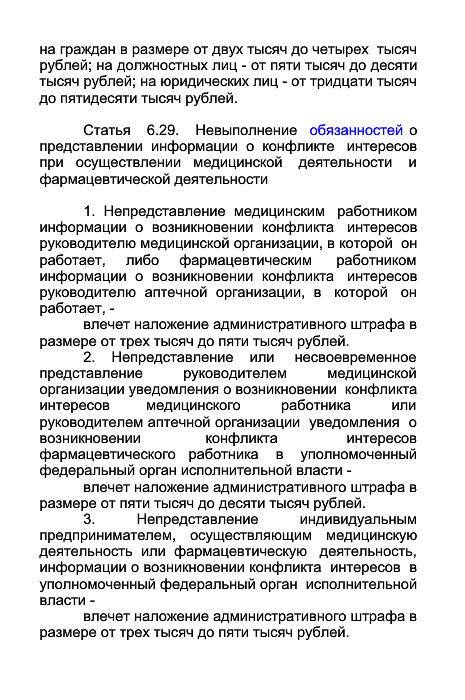 на граждан в размере от двух тысяч до четырех тысяч
рублей; на должностных лиц - от пяти тысяч до десяти
тысяч рублей; на юридических лиц - от тридцати тысяч
до пятидесяти тысяч рублей.
Статья 6.29. Невыполнение обязанностей о
представлении информации о конфликте интересов
при осуществлении медицинской деятельности и
фармацевтической деятельности
1. Непредставление медицинским работником
информации о возникновении конфликта интересов
руководителю медицинской организации, в которой он
работает, либо фармацевтическим работником
информации о возникновении конфликта интересов
руководителю аптечной организации, в которой он
работает, -
влечет наложение административного штрафа в
размере от трех тысяч до пяти тысяч рублей.
2. Непредставление или несвоевременное
представление руководителем медицинской
организации уведомления о возникновении конфликта
интересов медицинского работника или
руководителем аптечной организации уведомления о
возникновении конфликта интересов
фармацевтического работника в уполномоченный
федеральный орган исполнительной власти -
влечет наложение административного штрафа в
размере от пяти тысяч до десяти тысяч рублей.
3. Непредставление индивидуальным
предпринимателем, осуществляющим медицинскую
деятельность или фармацевтическую деятельность,
информации о возникновении конфликта интересов в
уполномоченный федеральный орган исполнительной
власти -
влечет наложение административного штрафа в
размере от трех тысяч до пяти тысяч рублей.